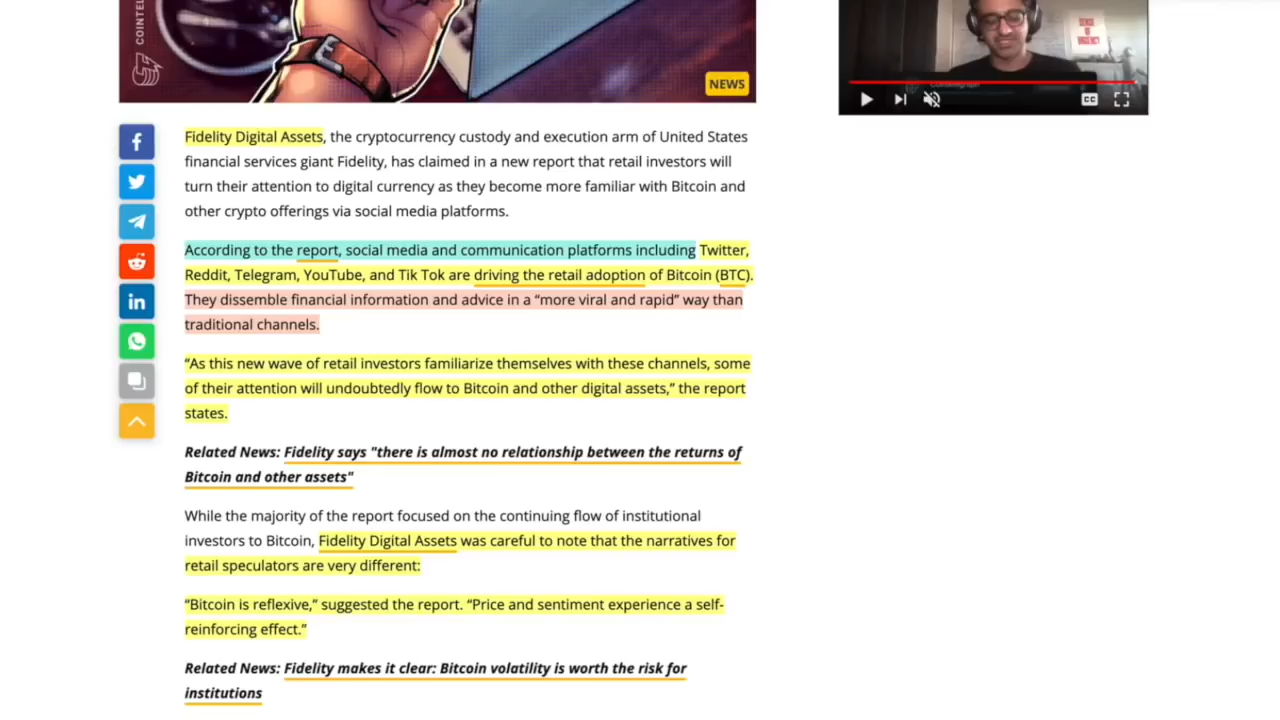 COINTEL
NEWS
SENSE
OF
URGENCY
CC
Fidelity Digital Assets, the cryptocurrency custody and execution arm of United States
financial services giant Fidelity, has claimed in a new report that retail investors will
turn their attention to digital currency as they become more familiar with Bitcoin and
other crypto offerings via social media platforms.
According to the report, social media and communication platforms including Twitter,
Reddit, Telegram, YouTube, and Tik Tok are driving the retail adoption of Bitcoin (BTC).
They dissemble financial information and advice in a “more viral and rapid” way than
traditional channels.
“As this new wave of retail investors familiarize themselves with these channels, some
of their attention will undoubtedly flow to Bitcoin and other digital assets,” the report
states.
Related News: Fidelity says "there is almost no relationship between the returns of
Bitcoin and other assets"
While the majority of the report focused on the continuing flow of institutional
investors to Bitcoin, Fidelity Digital Assets was careful to note that the narratives for
retail speculators are very different:
“Bitcoin is reflexive,” suggested the report. “Price and sentiment experience a self-
reinforcing effect.”
Related News: Fidelity makes it clear: Bitcoin volatility is worth the risk for
institutions